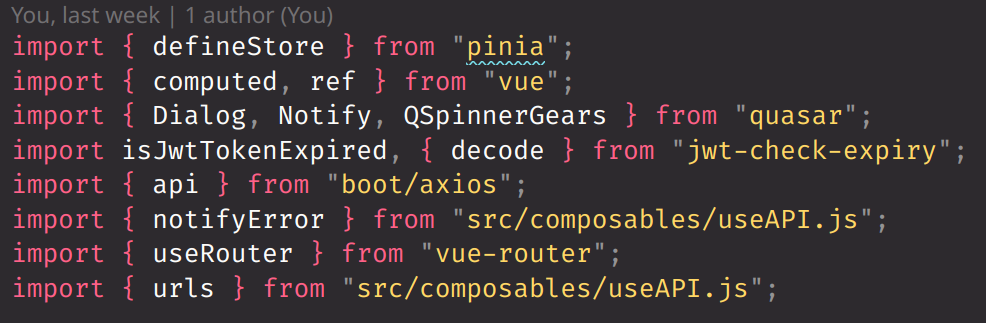 You, last week | 1 author (You)
import { defineStore } from "pinia";
import { computed, ref } from "vue";
import { Dialog, Notify, QSpinnerGears } from "quasar";
import isJwtTokenExpired, { decode } from "jwt-check-expiry";
import { api } from "boot/axios";
import { notifyError } from "src/composables/useAPI.js";
import { useRouter } from "vue-router";
import { urls } from "src/composables/useAPI.js";